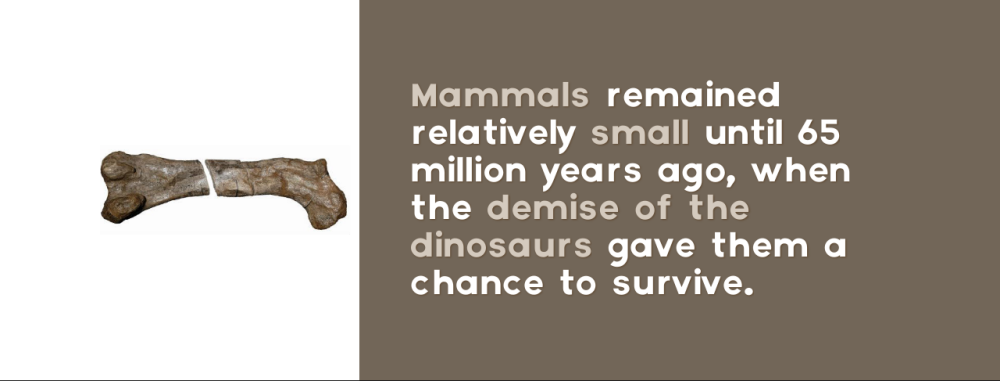 Mammals remained
relatively small until 65
million years ago, when
the demise of the
dinosaurs gave them a
chance to survive.